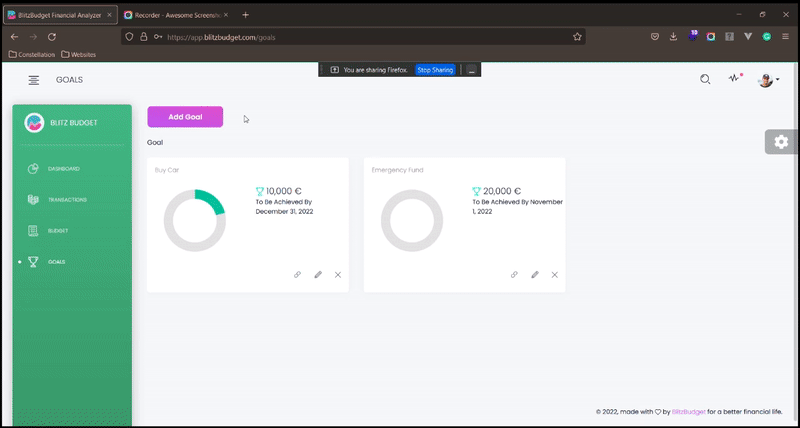 BlitzBudget Financial Analyzer
Recorder - Awesome Screensho
https://app.blitzbudget.com/goals
Constellation
Websites
You are sharing Firefox.
Stop Sharing
GOALS
BLITZ BUDGET
DASHBOARD
TRANSACTIONS
BUDGET
GOALS
Add Goal
Goal
Buy Car
10,000 €
To Be Achieved By
December 31, 2022
Emergency Fund
20,000 €
To Be Achieved By November
1, 2022
© 2022, made with ♡ by BlitzBudget for a better financial life.